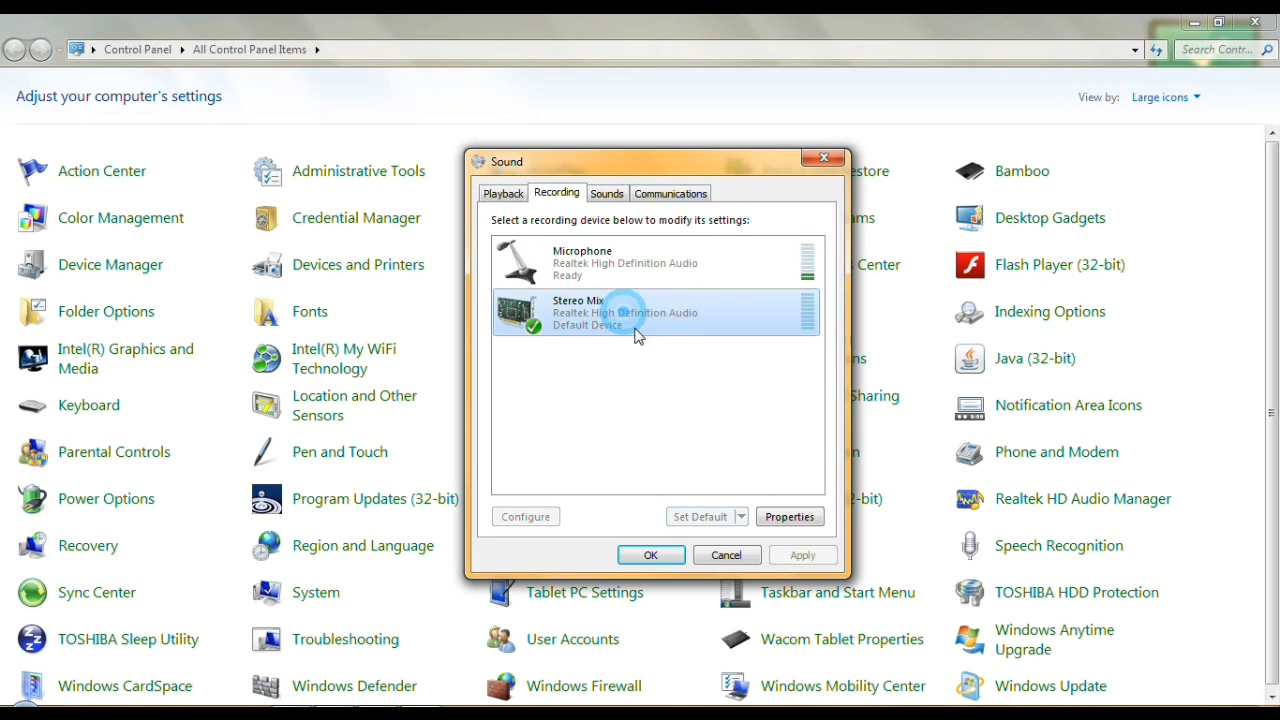 Control Panel
All Control Panel Items
Search Contr...
Adjust your computer's settings
View by:
Large icons
Sound
Playback
Recording
Sounds
Communications
Select a recording device below to modify its settings:
Microphone
Realtek High Definition Audio
Ready
Stereo Mix
Realtek High Definition Audio
Default Device
Configure
Set Default
Properties
OK
Cancel
Apply
Action Center
Administrative Tools
estore
Bamboo
Color Management
Credential Manager
ams
Desktop Gadgets
Device Manager
Devices and Printers
Center
Flash Player (32-bit)
Folder Options
Fonts
Indexing Options
Intel(R) Graphics and
Media
Intel(R) My WiFi
Technology
ns
Java (32-bit)
Keyboard
Location and Other
Sensors
Sharing
Notification Area Icons
Parental Controls
Pen and Touch
n
Phone and Modem
Power Options
Program Updates (32-bit)
2-bit)
Realtek HD Audio Manager
Recovery
Region and Language
Speech Recognition
Sync Center
System
Tablet PC Settings
Taskbar and Start Menu
TOSHIBA HDD Protection
TOSHIBA Sleep Utility
Troubleshooting
User Accounts
Wacom Tablet Properties
Windows Anytime
Upgrade
Windows CardSpace
Windows Defender
Windows Firewall
Windows Mobility Center
Windows Update